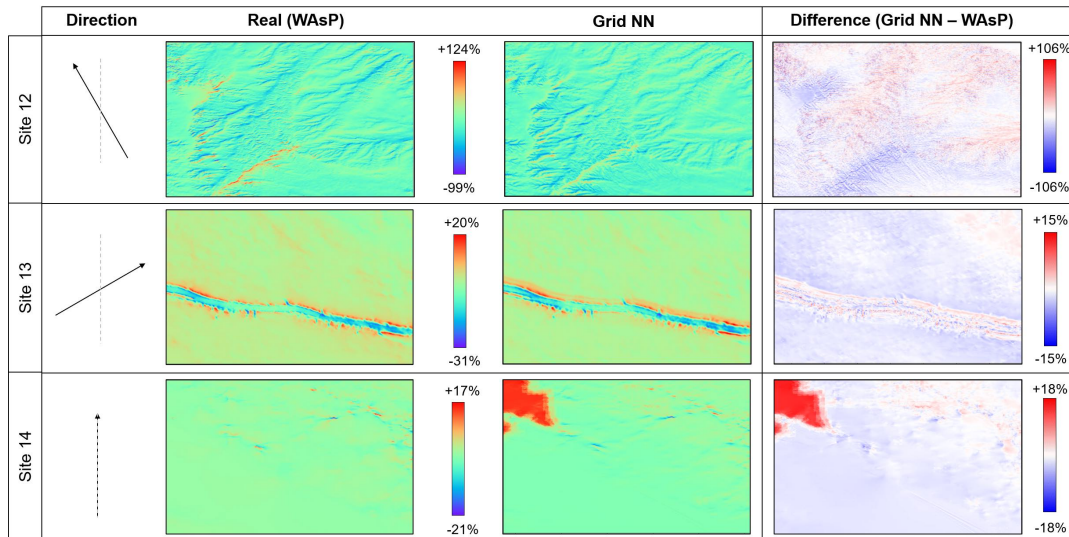 Direction
Real (WAsP)
Grid NN
Difference (Grid NN – WAsP)
Site 12
+124%
-99%
+106%
-106%
Site 13
+20%
-31%
+15%
-15%
Site 14
+17%
-21%
+18%
-18%